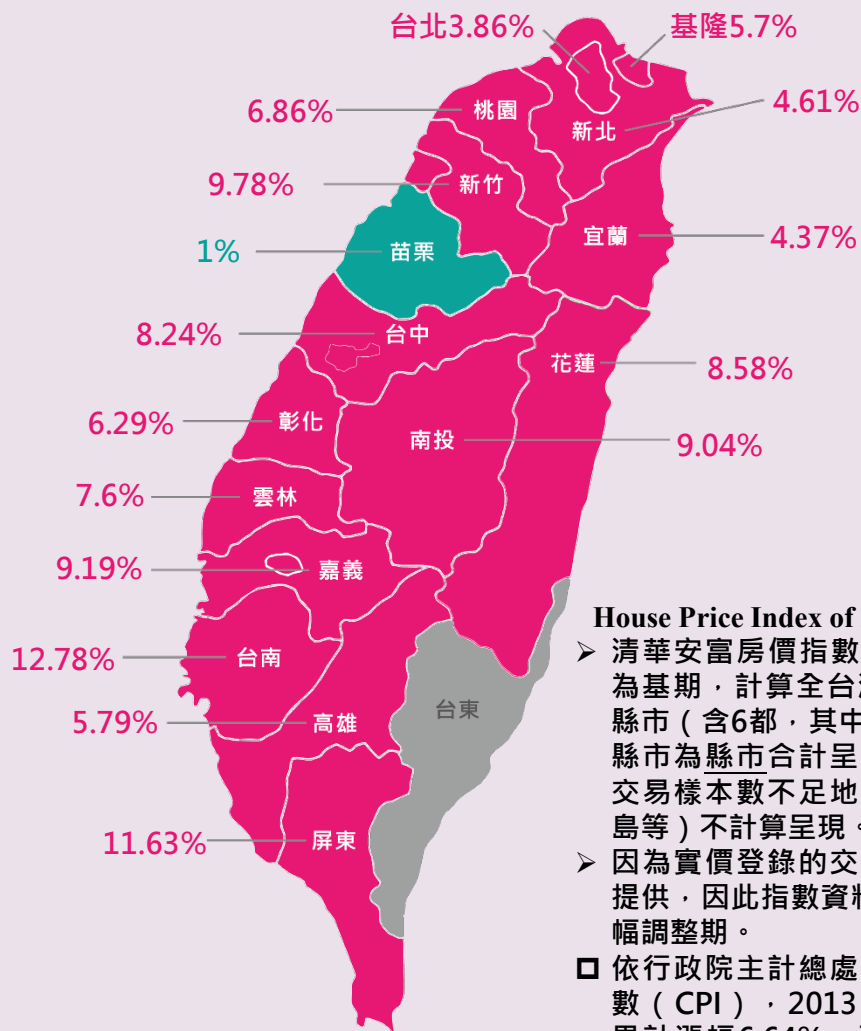 台北3.86%
基隆5.7%
6.86%
桃園
新北
4.61%
9.78%
新竹
1%
苗栗
宜蘭
4.37%
8.24%
台中
花蓮
8.58%
6.29%
彰化
南投
9.04%
7.6%
雲林
9.19%
嘉義
12.78%
台南
5.79%
高雄
台東
11.63%
屏東
House Price Index of
➢ 清華安富房價指數
為基期，計算全台
縣市（含6都，其中
縣市為縣市合計呈
交易樣本數不足地
島等）不計算呈現。
➢ 因為實價登錄的交
提供，因此指數資料
幅調整期。
□ 依行政院主計總處
數（CPI），2013
累計漲幅6.64%